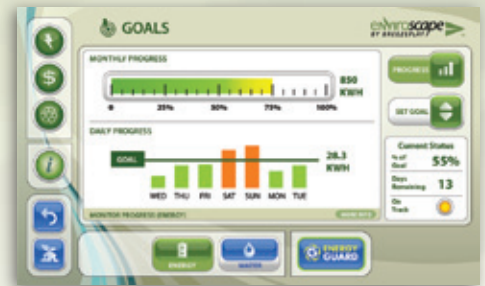 GOALS
enviroscape
MONTHLY PROGRESS
850
KWH
0 25% 50% 75% 100%
DAILY PROGRESS
GOAL
28.3
KWH
WED THU FRI SAT SUN MON TUE
MONITOR PROGRESS (ENERGY)
MORE INFO
ENERGY
WATER
ENERGY
GUARD
PROGRESS
SET GOAL
Current Status
% of
Goal 55%
Days
Remaining 13
On
Track
$
i